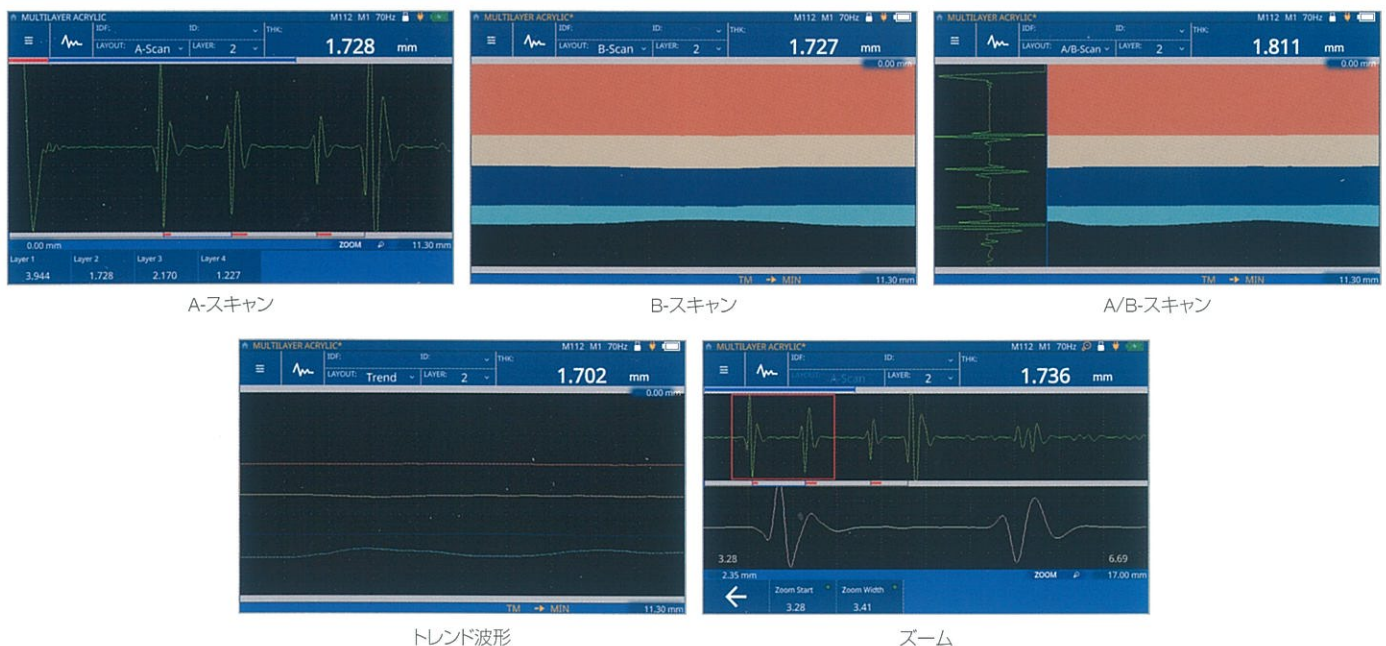 MULTILAYER ACRYLIC M112 M1 70Hz
IDF: ID: THK:
LAYOUT: A-Scan LAYER: 2 1.728 mm
0.00 mm ZOOM 11.30 mm
Layer 1 Layer 2 Layer 3 Layer 4
3.944 1.728 2.170 1.227
A-スキャン
MULTILAYER ACRYLIC* M112 M1 70Hz
IDF: ID: THK:
LAYOUT: B-Scan LAYER: 2 1.727 mm
0.00 mm
TM → MIN 11.30 mm
B-スキャン
MULTILAYER ACRYLIC* M112 M1 70Hz
IDF: ID: THK:
LAYOUT: A/B-Scan LAYER: 2 1.811 mm
0.00 mm
TM → MIN 11.30 mm
A/B-スキャン
MULTILAYER ACRYLIC* M112 M1 70Hz
IDF: ID: THK:
LAYOUT: Trend LAYER: 2 1.702 mm
0.00 mm
TM → MIN 11.30 mm
トレンド波形
MULTILAYER ACRYLIC* M112 M1 70Hz
IDF: ID: THK:
LAYOUT: A-Scan LAYER: 2 1.736 mm
3.28 6.69
2.35 mm ZOOM 17.00 mm
Zoom Start Zoom Width
3.28 3.41
ズーム